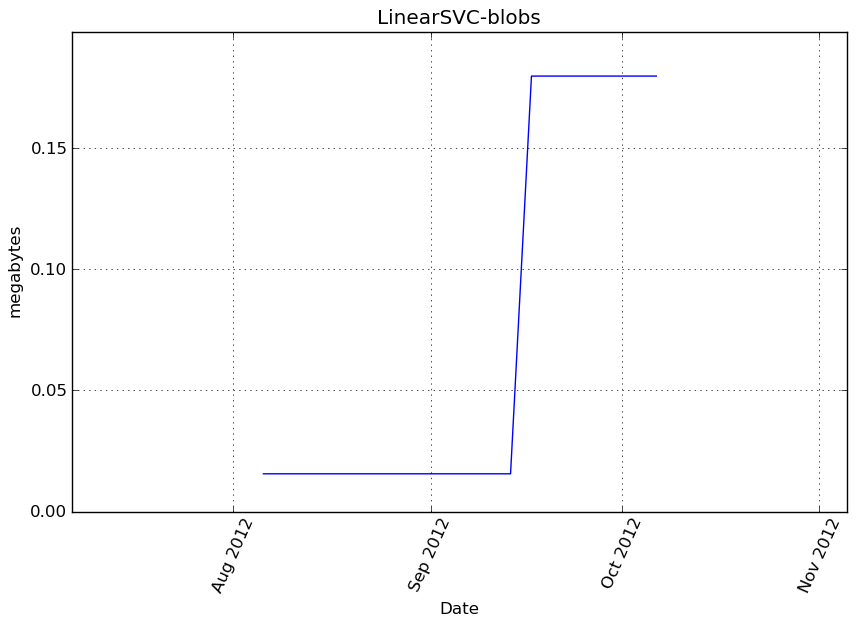 LinearSVC-blobs
megabytes
0.15
0.10
0.05
0.00
Aug 2012
Sep 2012
Oct 2012
Nov 2012
Date